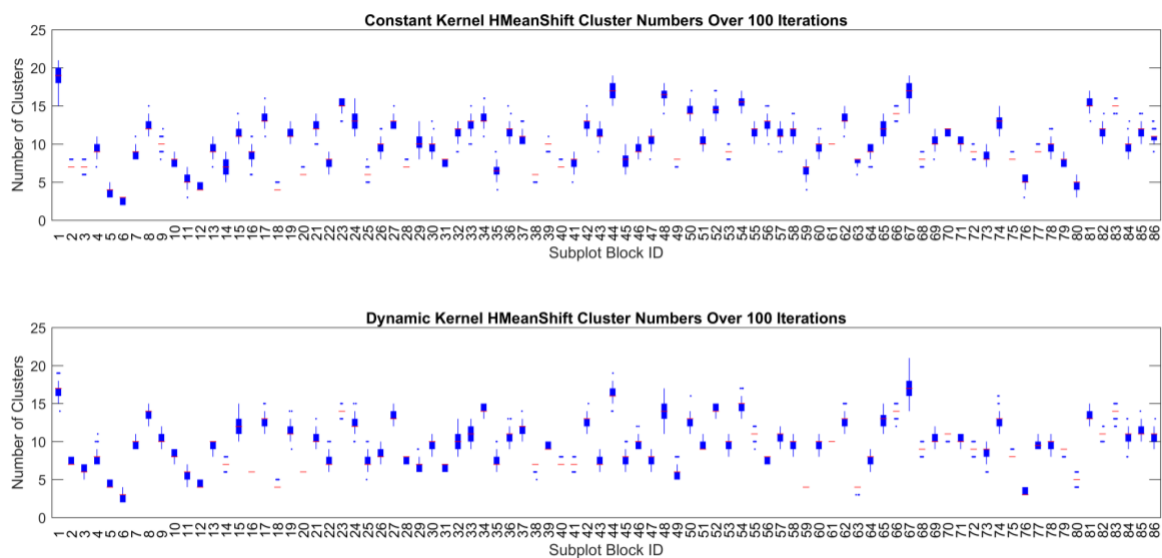 Constant Kernel HMeanShift Cluster Numbers Over 100 Iterations
25
20
15
10
5
0
Number of Clusters
1 2 3 4 5 6 7 8 9 10 11 12 13 14 15 16 17 18 19 20 21 22 23 24 25 26 27 28 29 30 31 32 33 34 35 36 37 38 39 40 41 42 43 44 45 46 47 48 49 50 51 52 53 54 55 56 57 58 59 60 61 62 63 64 65 66 67 68 69 70 71 72 73 74 75 76 77 78 79 80 81 82 83 84 85 86
Subplot Block ID
Dynamic Kernel HMeanShift Cluster Numbers Over 100 Iterations
25
20
15
10
5
0
Number of Clusters
1 2 3 4 5 6 7 8 9 10 11 12 13 14 15 16 17 18 19 20 21 22 23 24 25 26 27 28 29 30 31 32 33 34 35 36 37 38 39 40 41 42 43 44 45 46 47 48 49 50 51 52 53 54 55 56 57 58 59 60 61 62 63 64 65 66 67 68 69 70 71 72 73 74 75 76 77 78 79 80 81 82 83 84 85 86
Subplot Block ID